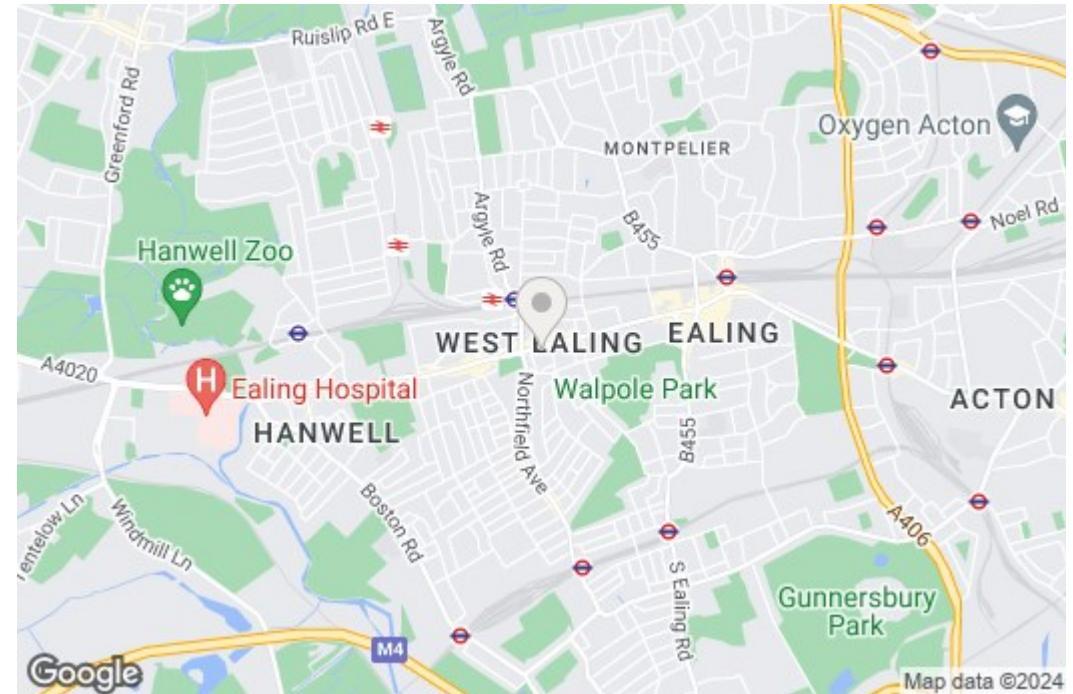 Ruislip Rd E
Argyle Rd
Greenford Rd
Oxygen Acton
MONTPELIER
Argyle Rd
B455
Noel Rd
Hanwell Zoo
WEST EALING
EALING
A4020
H
Ealing Hospital
Walpole Park
ACTON
HANWELL
Northfield Ave
B455
Boston Rd
Tentelow Ln
Windmill Ln
A406
S Ealing Rd
Gunnersbury
Park
M4
Google
Map data ©2024